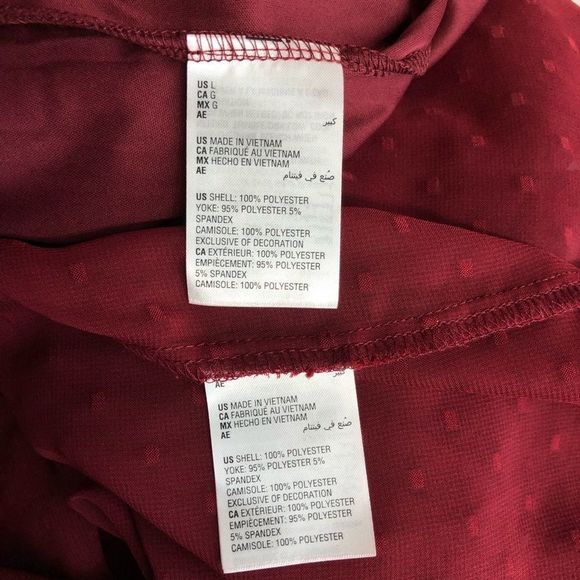 US L
CA G
MX G
AE كبير
US MADE IN VIETNAM
CA FABRIQUÉ AU VIETNAM
MX HECHO EN VIETNAM
AE صُنع في فيتنام
US SHELL: 100% POLYESTER
YOKE: 95% POLYESTER 5%
SPANDEX
CAMISOLE: 100% POLYESTER
EXCLUSIVE OF DECORATION
CA EXTÉRIEUR: 100% POLYESTER
EMPIÈCEMENT: 95% POLYESTER
5% SPANDEX
CAMISOLE: 100% POLYESTER
AE كبير
US MADE IN VIETNAM
CA FABRIQUÉ AU VIETNAM
MX HECHO EN VIETNAM
AE صُنع في فيتنام
US SHELL: 100% POLYESTER
YOKE: 95% POLYESTER 5%
SPANDEX
CAMISOLE: 100% POLYESTER
EXCLUSIVE OF DECORATION
CA EXTÉRIEUR: 100% POLYESTER
EMPIÈCEMENT: 95% POLYESTER
5% SPANDEX
CAMISOLE: 100% POLYESTER